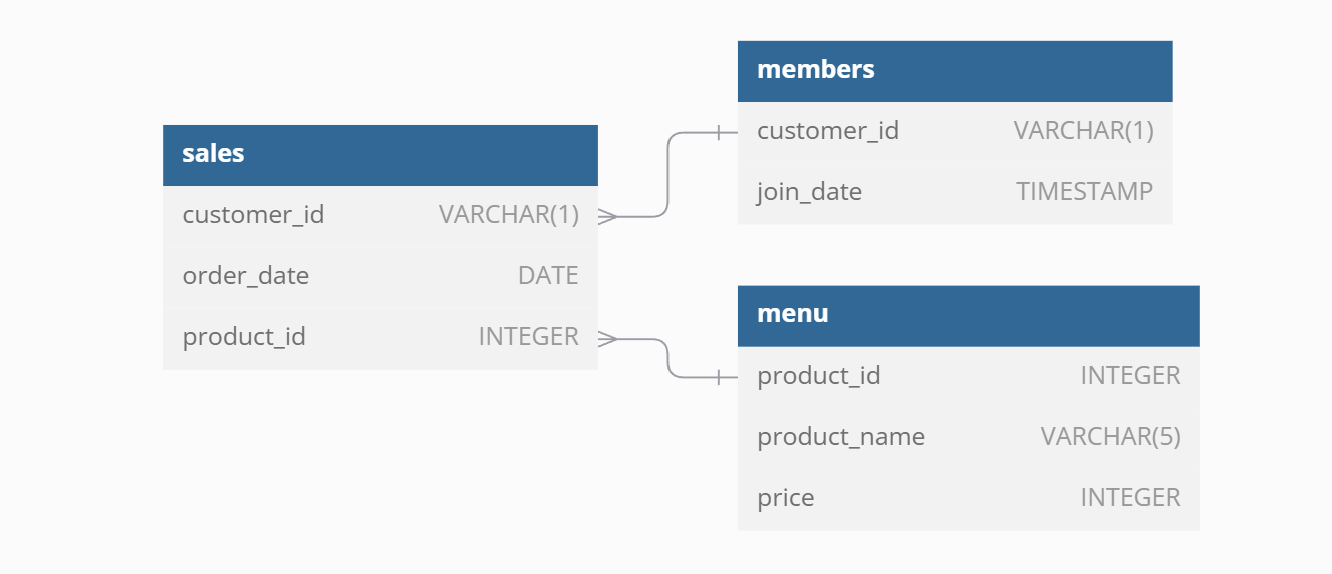 sales
customer_id VARCHAR(1)
order_date DATE
product_id INTEGER
members
customer_id VARCHAR(1)
join_date TIMESTAMP
menu
product_id INTEGER
product_name VARCHAR(5)
price INTEGER